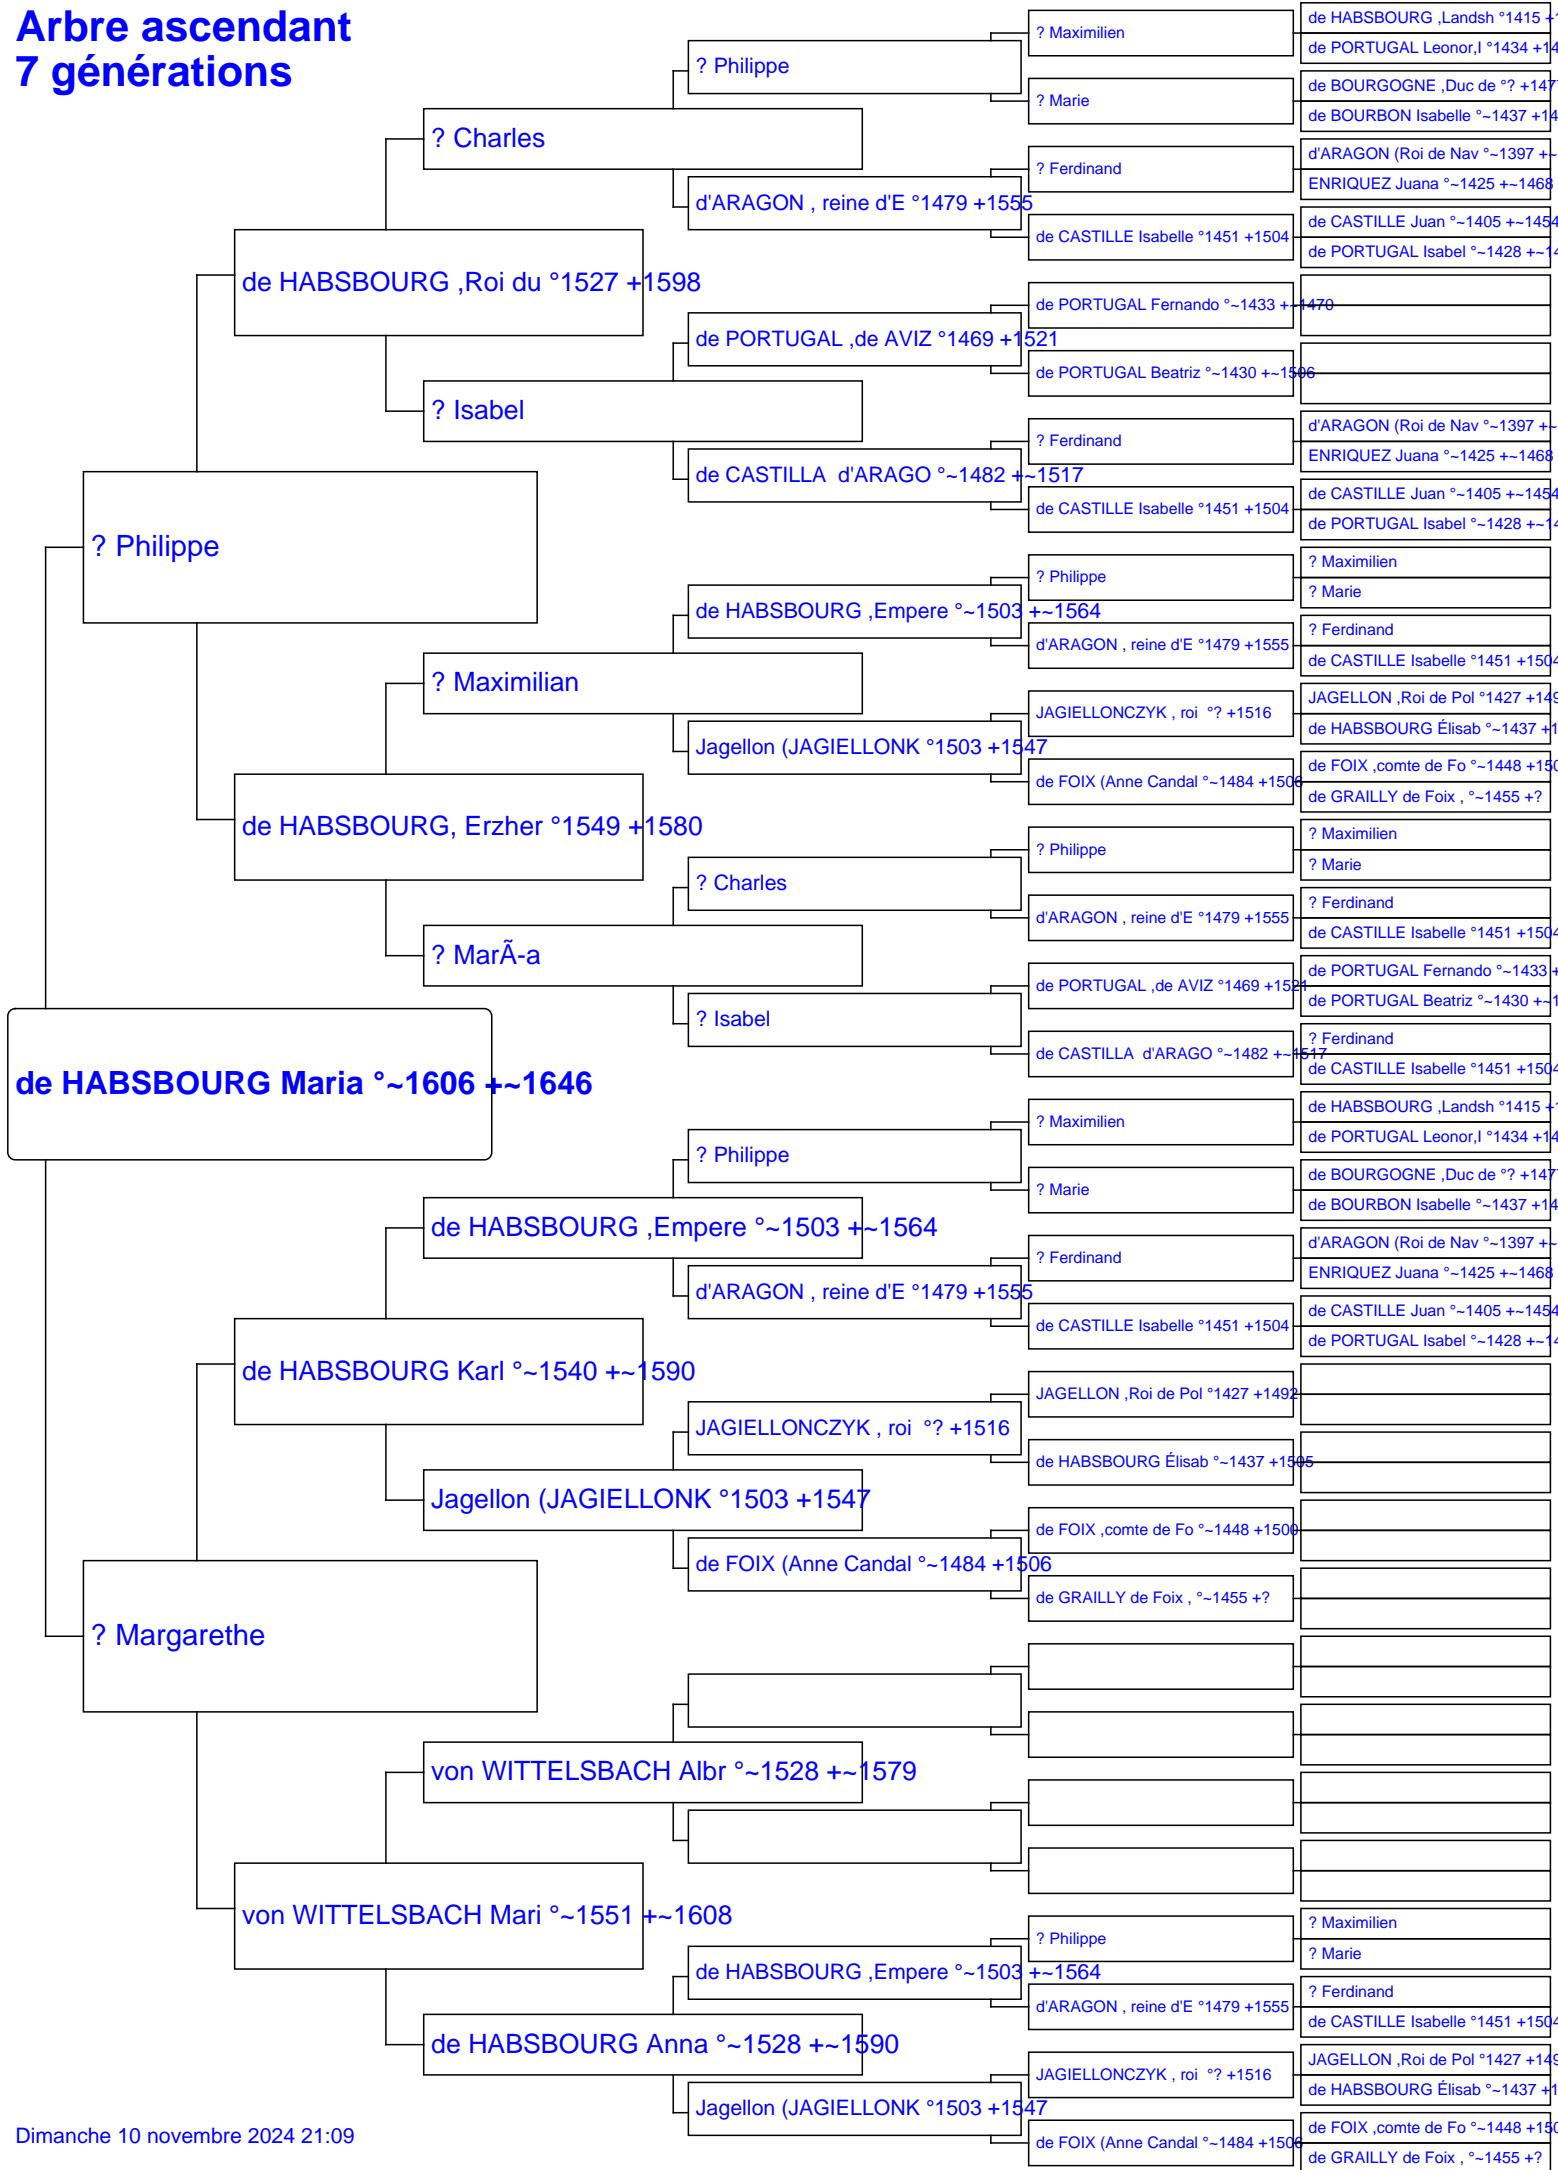 Arbre ascendant
7 générations
de HABSBOURG Maria °~1606 +~1646
? Philippe
? Margarethe
de HABSBOURG ,Roi du °1527 +1598
de HABSBOURG, Erzher °1549 +1580
de HABSBOURG Karl °~1540 +~1590
von WITTELSBACH Mari °~1551 +~1608
? Charles
? Isabel
? Maximilian
? MarÃ-a
de HABSBOURG ,Empere °~1503 +~1564
Jagellon (JAGIELLONK °1503 +1547
von WITTELSBACH Albr °~1528 +~1579
de HABSBOURG Anna °~1528 +~1590
? Philippe
d'ARAGON , reine d'E °1479 +1555
de PORTUGAL ,de AVIZ °1469 +1521
de CASTILLA  d'ARAGO °~1482 +~1517
de HABSBOURG ,Empere °~1503 +~1564
Jagellon (JAGIELLONK °1503 +1547
? Charles
? Isabel
? Philippe
d'ARAGON , reine d'E °1479 +1555
JAGIELLONCZYK , roi  °? +1516
de FOIX (Anne Candal °~1484 +1506
de HABSBOURG ,Empere °~1503 +~1564
Jagellon (JAGIELLONK °1503 +1547
? Maximilien
? Marie
? Ferdinand
de CASTILLE Isabelle °1451 +1504
de PORTUGAL Fernando °~1433 +~1470
de PORTUGAL Beatriz °~1430 +~1506
? Ferdinand
de CASTILLE Isabelle °1451 +1504
? Philippe
d'ARAGON , reine d'E °1479 +1555
JAGIELLONCZYK , roi  °? +1516
de FOIX (Anne Candal °~1484 +1506
? Philippe
d'ARAGON , reine d'E °1479 +1555
de PORTUGAL ,de AVIZ °1469 +1521
de CASTILLA  d'ARAGO °~1482 +~1517
? Maximilien
? Marie
? Ferdinand
de CASTILLE Isabelle °1451 +1504
JAGELLON ,Roi de Pol °1427 +1492
de HABSBOURG Élisab °~1437 +1505
de FOIX ,comte de Fo °~1448 +1500
de GRAILLY de Foix , °~1455 +?
? Philippe
d'ARAGON , reine d'E °1479 +1555
JAGIELLONCZYK , roi  °? +1516
de FOIX (Anne Candal °~1484 +1506
de HABSBOURG ,Landsh °1415 +1
de PORTUGAL Leonor,I °1434 +14
de BOURGOGNE ,Duc de °? +147
de BOURBON Isabelle °~1437 +14
d'ARAGON (Roi de Nav °~1397 +~
ENRIQUEZ Juana °~1425 +~1468
de CASTILLE Juan °~1405 +~1454
de PORTUGAL Isabel °~1428 +~14
d'ARAGON (Roi de Nav °~1397 +~
ENRIQUEZ Juana °~1425 +~1468
de CASTILLE Juan °~1405 +~1454
de PORTUGAL Isabel °~1428 +~14
? Maximilien
? Marie
? Ferdinand
de CASTILLE Isabelle °1451 +1504
JAGELLON ,Roi de Pol °1427 +149
de HABSBOURG Élisab °~1437 +1
de FOIX ,comte de Fo °~1448 +150
de GRAILLY de Foix , °~1455 +?
? Maximilien
? Marie
? Ferdinand
de CASTILLE Isabelle °1451 +1504
de PORTUGAL Fernando °~1433 +
de PORTUGAL Beatriz °~1430 +~1
? Ferdinand
de CASTILLE Isabelle °1451 +1504
de HABSBOURG ,Landsh °1415 +1
de PORTUGAL Leonor,I °1434 +14
de BOURGOGNE ,Duc de °? +147
de BOURBON Isabelle °~1437 +14
d'ARAGON (Roi de Nav °~1397 +~
ENRIQUEZ Juana °~1425 +~1468
de CASTILLE Juan °~1405 +~1454
de PORTUGAL Isabel °~1428 +~14
? Maximilien
? Marie
? Ferdinand
de CASTILLE Isabelle °1451 +1504
JAGELLON ,Roi de Pol °1427 +149
de HABSBOURG Élisab °~1437 +1
de FOIX ,comte de Fo °~1448 +150
de GRAILLY de Foix , °~1455 +?
Dimanche 10 novembre 2024 21:09